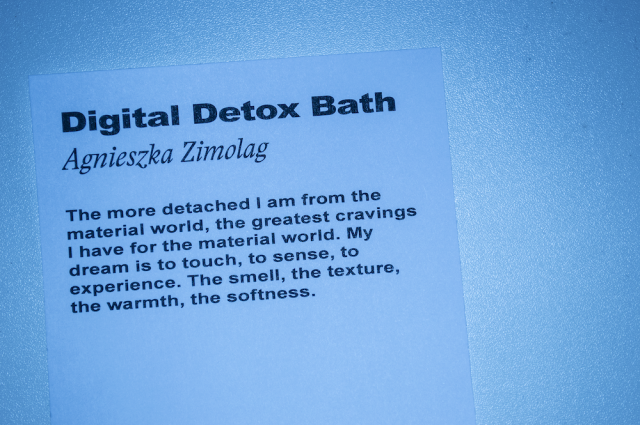 Digital Detox Bath
Agnieszka Zimolag
The more detached I am from the
material world, the greatest cravings
I have for the material world. My
dream is to touch, to sense, to
experience. The smell, the texture,
the warmth, the softness.